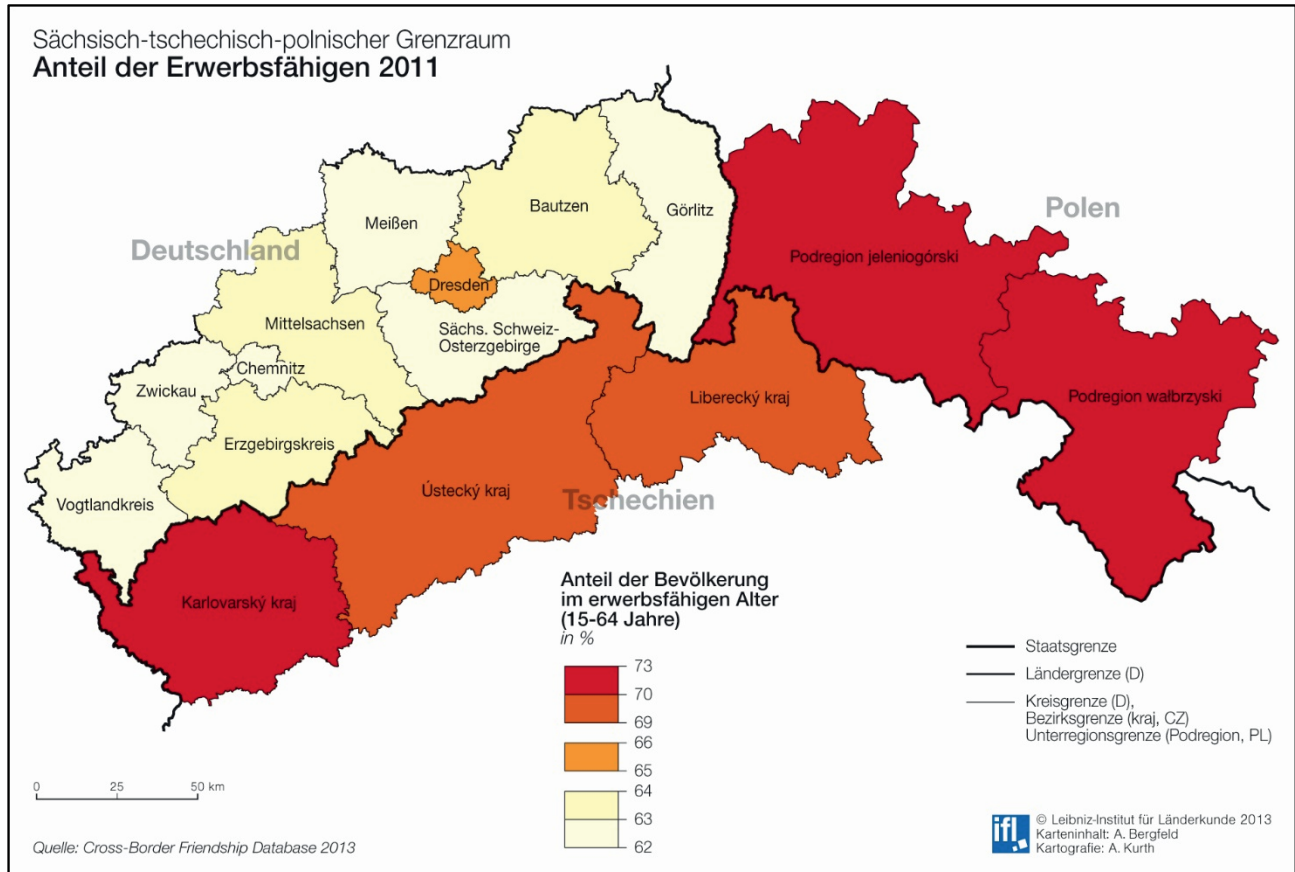 Sächsisch-tschechisch-polnischer Grenzraum
Anteil der Erwerbsfähigen 2011
Deutschland
Polen
Tschechien
Meißen
Bautzen
Görlitz
Dresden
Mittelsachsen
Sächs. Schweiz-
Osterzgebirge
Chemnitz
Zwickau
Erzgebirgskreis
Vogtlandkreis
Podregion jeleniogórski
Podregion wałbrzyski
Liberecký kraj
Ústecký kraj
Karlovarský kraj
Anteil der Bevölkerung
im erwerbsfähigen Alter
(15-64 Jahre)
in %
73
70
69
66
65
64
63
62
Staatsgrenze
Ländergrenze (D)
Kreisgrenze (D),
Bezirksgrenze (kraj, CZ)
Unterregionsgrenze (Podregion, PL)
0 25 50 km
Quelle: Cross-Border Friendship Database 2013
ifl
© Leibniz-Institut für Länderkunde 2013
Karteninhalt: A. Bergfeld
Kartografie: A. Kurth